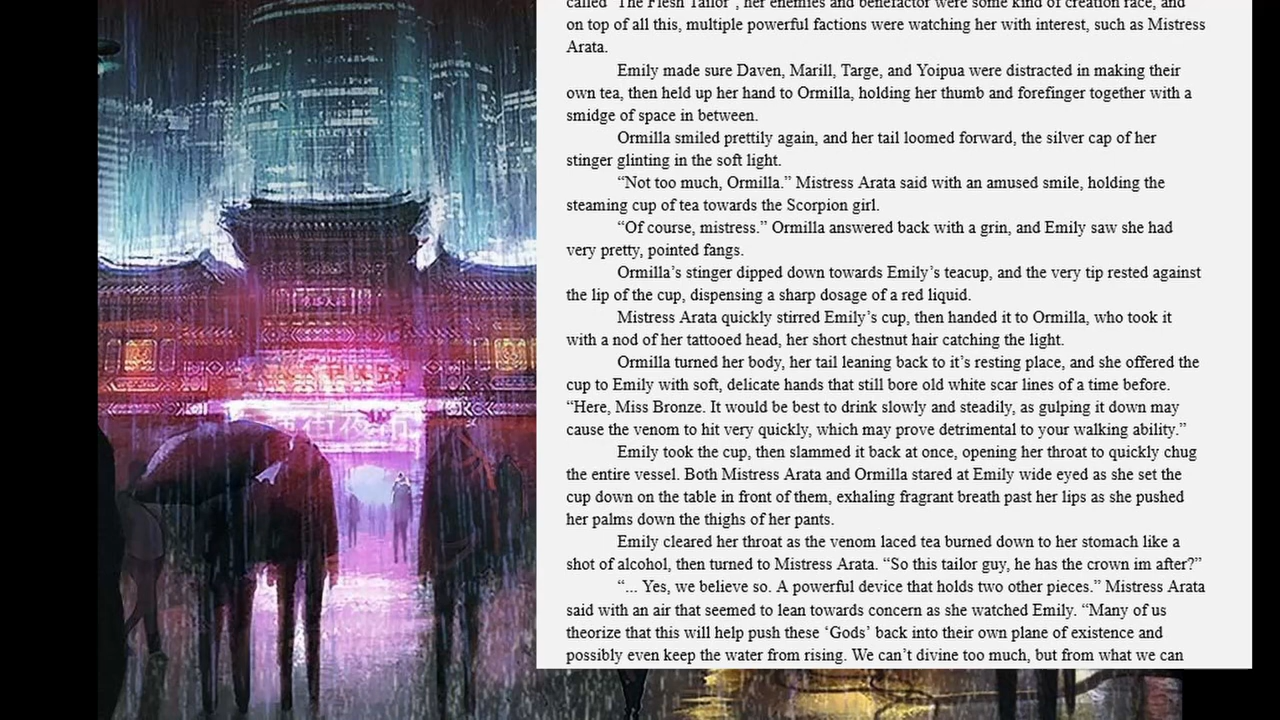 called "The Flesh Tailor", her enemies and benefactor were some kind of creation race, and
on top of all this, multiple powerful factions were watching her with interest, such as Mistress
Arata.
Emily made sure Daven, Marill, Targe, and Yoipua were distracted in making their
own tea, then held up her hand to Ormilla, holding her thumb and forefinger together with a
smidge of space in between.
Ormilla smiled prettily again, and her tail loomed forward, the silver cap of her
stinger glinting in the soft light.
“Not too much, Ormilla.” Mistress Arata said with an amused smile, holding the
steaming cup of tea towards the Scorpion girl.
“Of course, mistress.” Ormilla answered back with a grin, and Emily saw she had
very pretty, pointed fangs.
Ormilla’s stinger dipped down towards Emily’s teacup, and the very tip rested against
the lip of the cup, dispensing a sharp dosage of a red liquid.
Mistress Arata quickly stirred Emily’s cup, then handed it to Ormilla, who took it
with a nod of her tattooed head, her short chestnut hair catching the light.
Ormilla turned her body, her tail leaning back to it’s resting place, and she offered the
cup to Emily with soft, delicate hands that still bore old white scar lines of a time before.
“Here, Miss Bronze. It would be best to drink slowly and steadily, as gulping it down may
cause the venom to hit very quickly, which may prove detrimental to your walking ability.”
Emily took the cup, then slammed it back at once, opening her throat to quickly chug
the entire vessel. Both Mistress Arata and Ormilla stared at Emily wide eyed as she set the
cup down on the table in front of them, exhaling fragrant breath past her lips as she pushed
her palms down the thighs of her pants.
Emily cleared her throat as the venom laced tea burned down to her stomach like a
shot of alcohol, then turned to Mistress Arata. “So this tailor guy, he has the crown im after?”
“... Yes, we believe so. A powerful device that holds two other pieces.” Mistress Arata
said with an air that seemed to lean towards concern as she watched Emily. “Many of us
theorize that this will help push these ‘Gods’ back into their own plane of existence and
possibly even keep the water from rising. We can’t divine too much, but from what we can